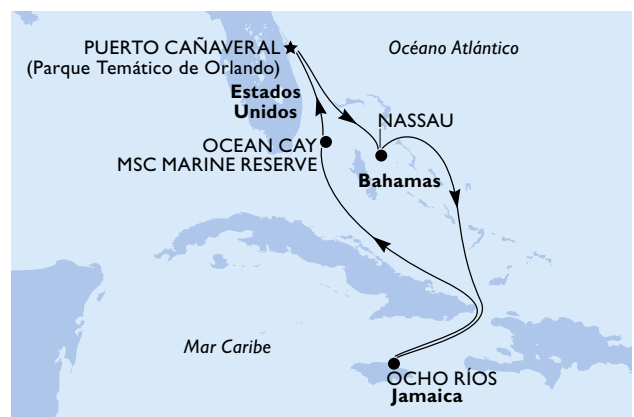 PUERTO CAÑAVERAL
(Parque Temático de Orlando)
Océano Atlántico
Estados
Unidos
NASSAU
OCEAN CAY
MSC MARINE RESERVE
Bahamas
Mar Caribe
OCHO RÍOS
Jamaica